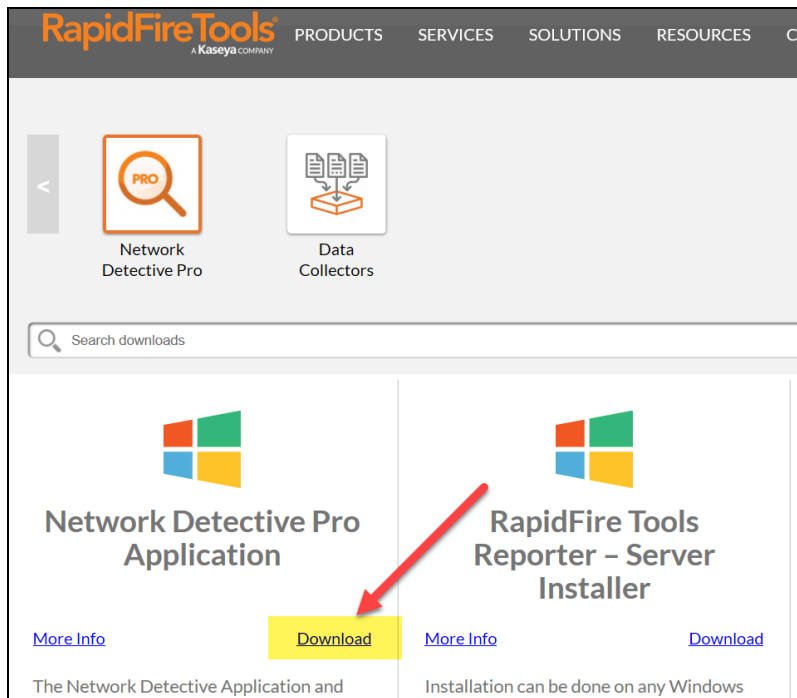 RapidFireTools®
A Kaseya COMPANY
PRODUCTS SERVICES SOLUTIONS RESOURCES C
<
PRO
Network
Detective Pro
Data
Collectors
Search downloads
Network Detective Pro
Application
More Info Download
The Network Detective Application and
RapidFire Tools
Reporter – Server
Installer
More Info Download
Installation can be done on any Windows